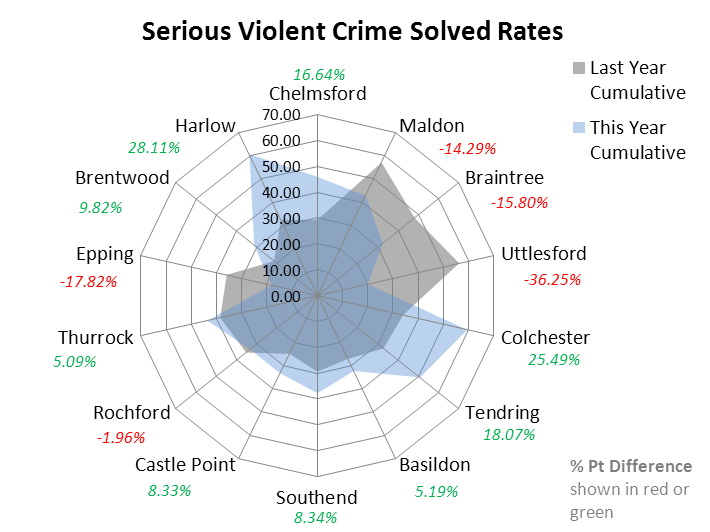 Serious Violent Crime Solved Rates
Last Year
Cumulative
This Year
Cumulative
16.64%
Chelmsford
70.00
60.00
50.00
40.00
30.00
20.00
10.00
0.00
Maldon
-14.29%
Braintree
-15.80%
Uttlesford
-36.25%
Colchester
25.49%
Tendring
18.07%
Basildon
5.19%
Southend
8.34%
Castle Point
8.33%
Rochford
-1.96%
Thurrock
5.09%
Epping
-17.82%
Brentwood
9.82%
Harlow
28.11%
% Pt Difference
shown in red or
green